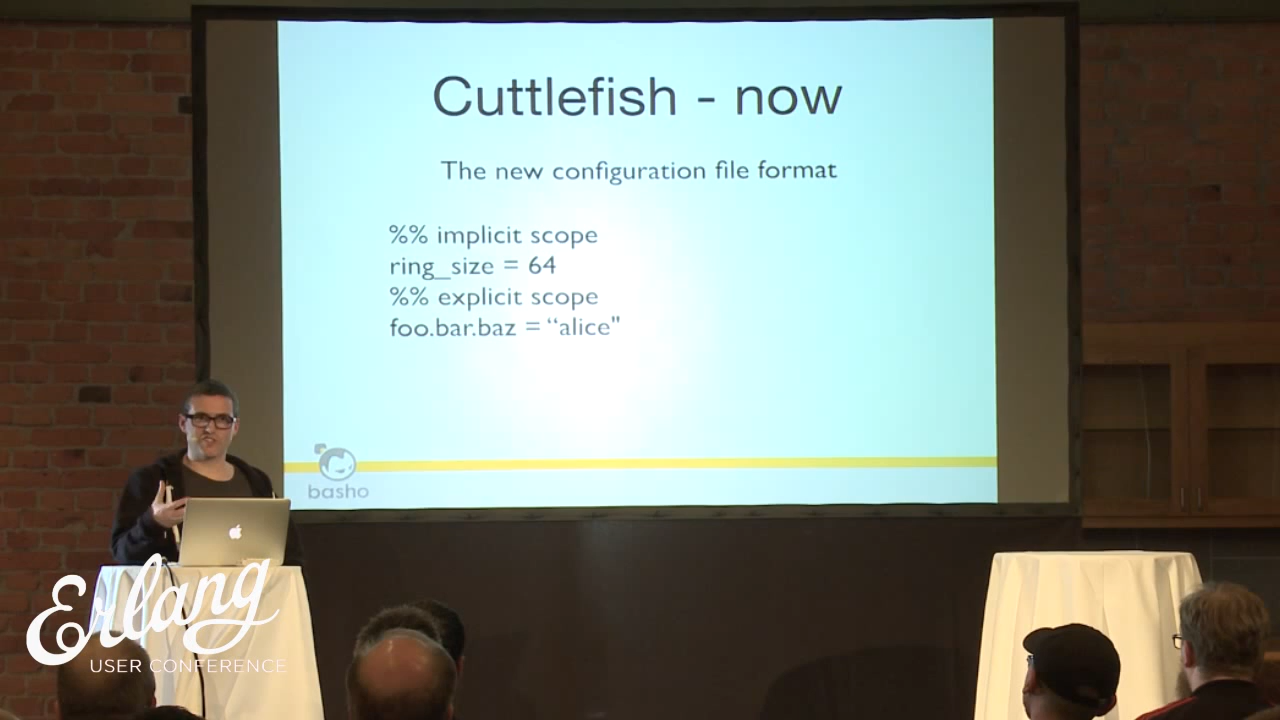 Cuttlefish - now
The new configuration file format
%% implicit scope
ring_size = 64
%% explicit scope
foo.bar.baz = “alice"
basho
Erlang
USER CONFERENCE